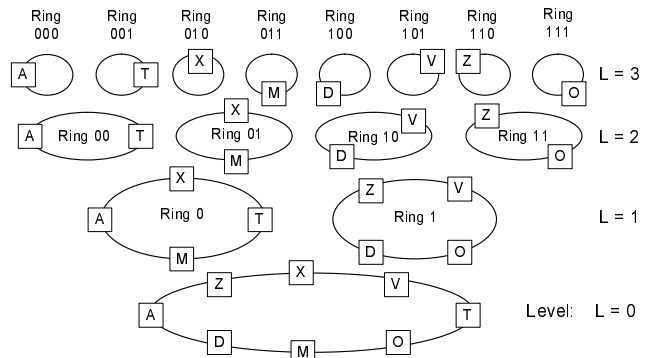 Ring 000 Ring 001 Ring 010 Ring 011 Ring 100 Ring 101 Ring 110 Ring 111
A T X M D V Z O L = 3
A Ring 00 T X Ring 01 M D Ring 10 V Z Ring 11 O L = 2
A X Ring 0 M T Z V Ring 1 D O L = 1
A Z X V T D M O Level: L = 0